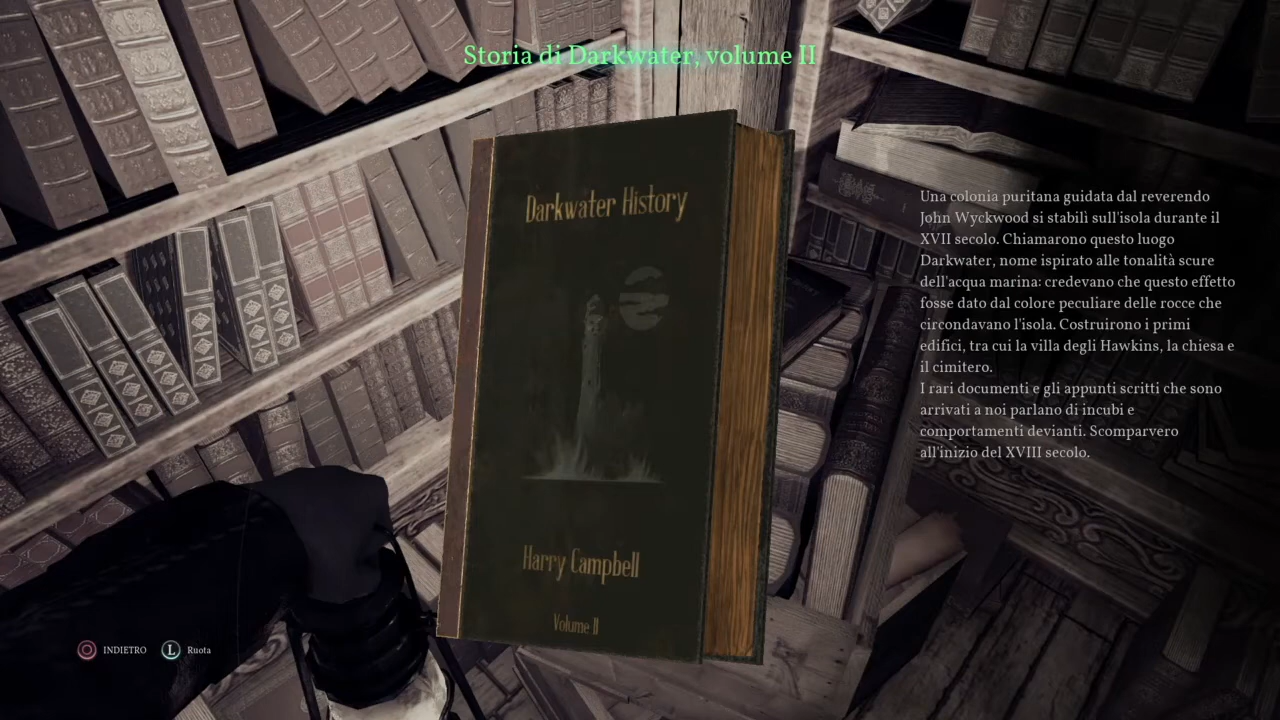 Storia di Darkwater, volume II
Darkwater History
Harry Campbell
Volume II
Una colonia puritana guidata dal reverendo
John Wyckwood si stabilì sull'isola durante il
XVII secolo. Chiamarono questo luogo
Darkwater, nome ispirato alle tonalità scure
dell'acqua marina: credevano che questo effetto
fosse dato dal colore peculiare delle rocce che
circondavano l'isola. Costruirono i primi
edifici, tra cui la villa degli Hawkins, la chiesa e
il cimitero.
I rari documenti e gli appunti scritti che sono
arrivati a noi parlano di incubi e
comportamenti devianti. Scomparvero
all'inizio del XVIII secolo.
INDIETRO L Ruota